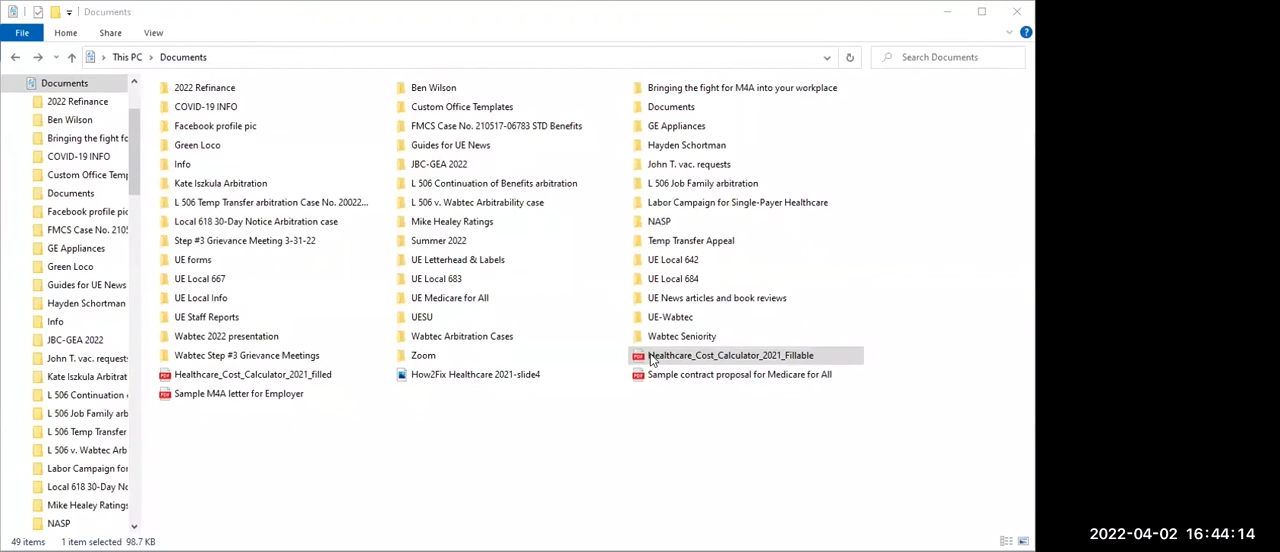 Documents
File Home Share View
This PC Documents Search Documents
Documents
2022 Refinance
Ben Wilson
Bringing the fight fo
COVID-19 INFO
Custom Office Temp
Documents
Facebook profile pic
FMCS Case No. 2105
GE Appliances
Green Loco
Guides for UE News
Hayden Schortman
Info
JBC-GEA 2022
John T. vac. requests
Kate Iszkula Arbitrat
L 506 Continuation o
L 506 Job Family arb
L 506 Temp Transfer
L 506 v. Wabtec Arb
Labor Campaign for
Local 618 30-Day No
Mike Healey Ratings
NASP
2022 Refinance Ben Wilson Bringing the fight for M4A into your workplace
COVID-19 INFO Custom Office Templates Documents
Facebook profile pic FMCS Case No. 210517-06783 STD Benefits GE Appliances
Green Loco Guides for UE News Hayden Schortman
Info JBC-GEA 2022 John T. vac. requests
Kate Iszkula Arbitration L 506 Continuation of Benefits arbitration L 506 Job Family arbitration
L 506 Temp Transfer arbitration Case No. 20022... L 506 v. Wabtec Arbitrability case Labor Campaign for Single-Payer Healthcare
Local 618 30-Day Notice Arbitration case Mike Healey Ratings NASP
Step #3 Grievance Meeting 3-31-22 Summer 2022 Temp Transfer Appeal
UE forms UE Letterhead & Labels UE Local 642
UE Local 667 UE Local 683 UE Local 684
UE Local Info UE Medicare for All UE News articles and book reviews
UE Staff Reports UESU UE-Wabtec
Wabtec 2022 presentation Wabtec Arbitration Cases Wabtec Seniority
Wabtec Step #3 Grievance Meetings Zoom Healthcare_Cost_Calculator_2021_Fillable
Healthcare_Cost_Calculator_2021_filled How2Fix Healthcare 2021-slide4 Sample contract proposal for Medicare for All
Sample M4A letter for Employer
49 items 1 item selected 98.7 KB
2022-04-02 16:44:14